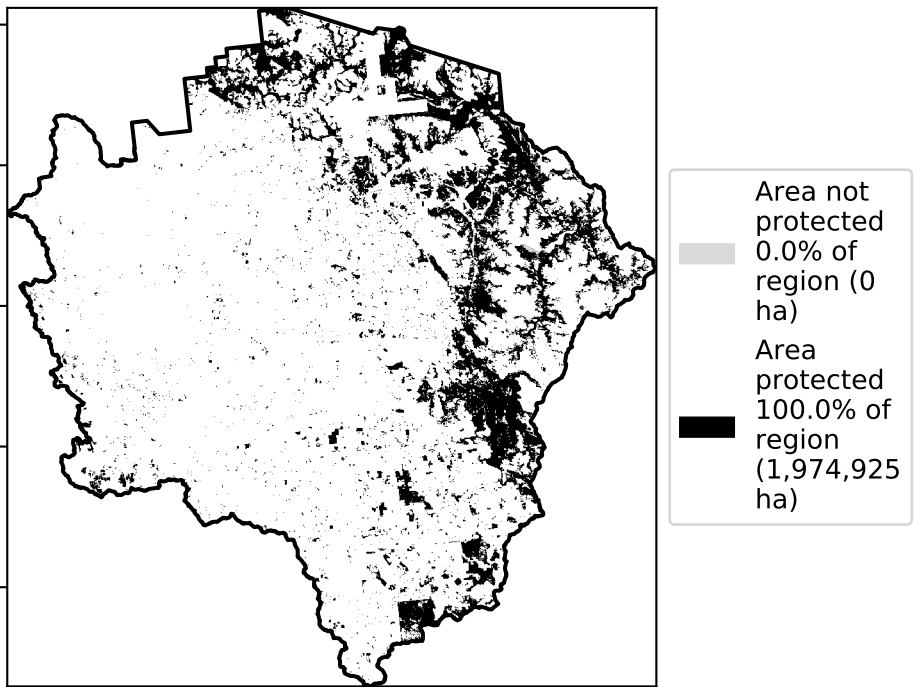 Area not
protected
0.0% of
region (0
ha)
Area
protected
100.0% of
region
(1,974,925
ha)